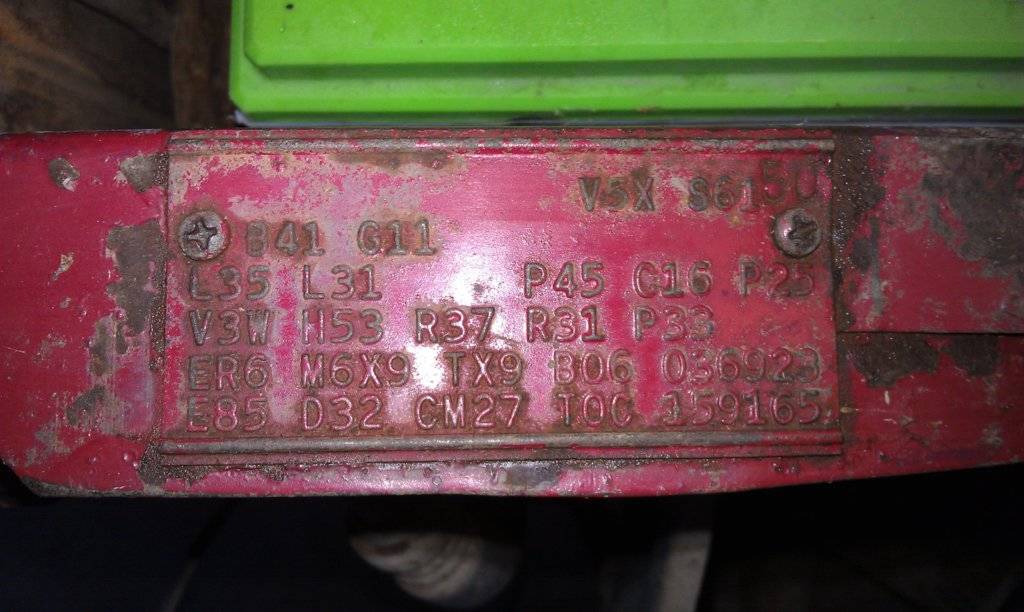 V5X 86150
B41 G11
L35 L31 P45 C16 P25
V3W H53 R37 R31 P33
ER6 M6X9 TX9 B06 036923
E85 D32 CM27 TOC 159165